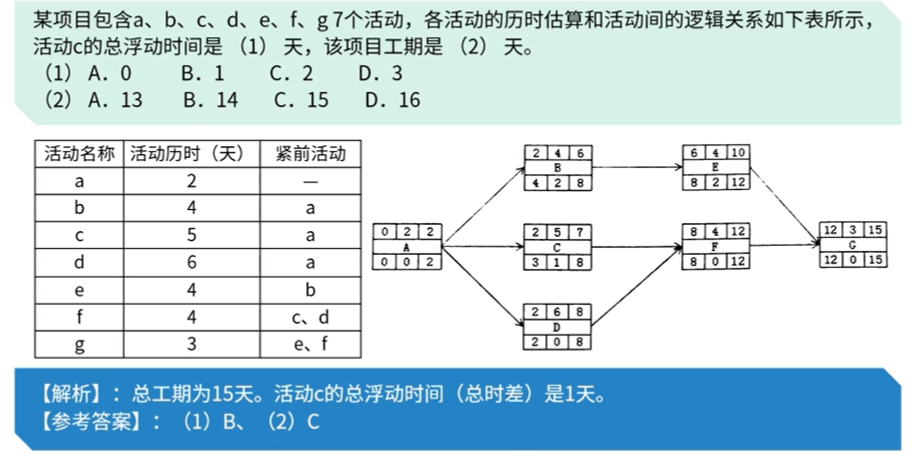 某项目包含a、b、c、d、e、f、g 7个活动，各活动的历时估算和活动间的逻辑关系如下表所示，
活动c的总浮动时间是 （1） 天，该项目工期是 （2） 天。
（1） A．0 B．1 C．2 D．3
（2） A．13 B．14 C．15 D．16
活动名称 活动历时（天） 紧前活动
a 2 —
b 4 a
c 5 a
d 6 a
e 4 b
f 4 c、d
g 3 e、f
0 2 2
A
0 0 2
2 4 6
B
4 2 8
2 5 7
C
3 1 8
2 6 8
D
2 0 8
6 4 10
E
8 2 12
8 4 12
F
8 0 12
12 3 15
G
12 0 15
【解析】：总工期为15天。活动c的总浮动时间（总时差）是1天。
【参考答案】：（1）B、（2）C